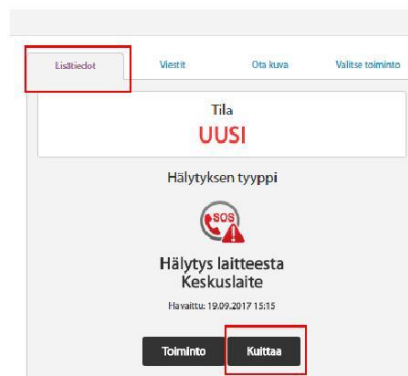 Lisätiedot Viestit Ota kuva Valitse toiminto
Tila
UUSI
Hälytyksen tyyppi
SOS
Hälytys laitteesta
Keskuslaite
Havaittu: 19.09.2017 15:15
Toiminto Kuittaa